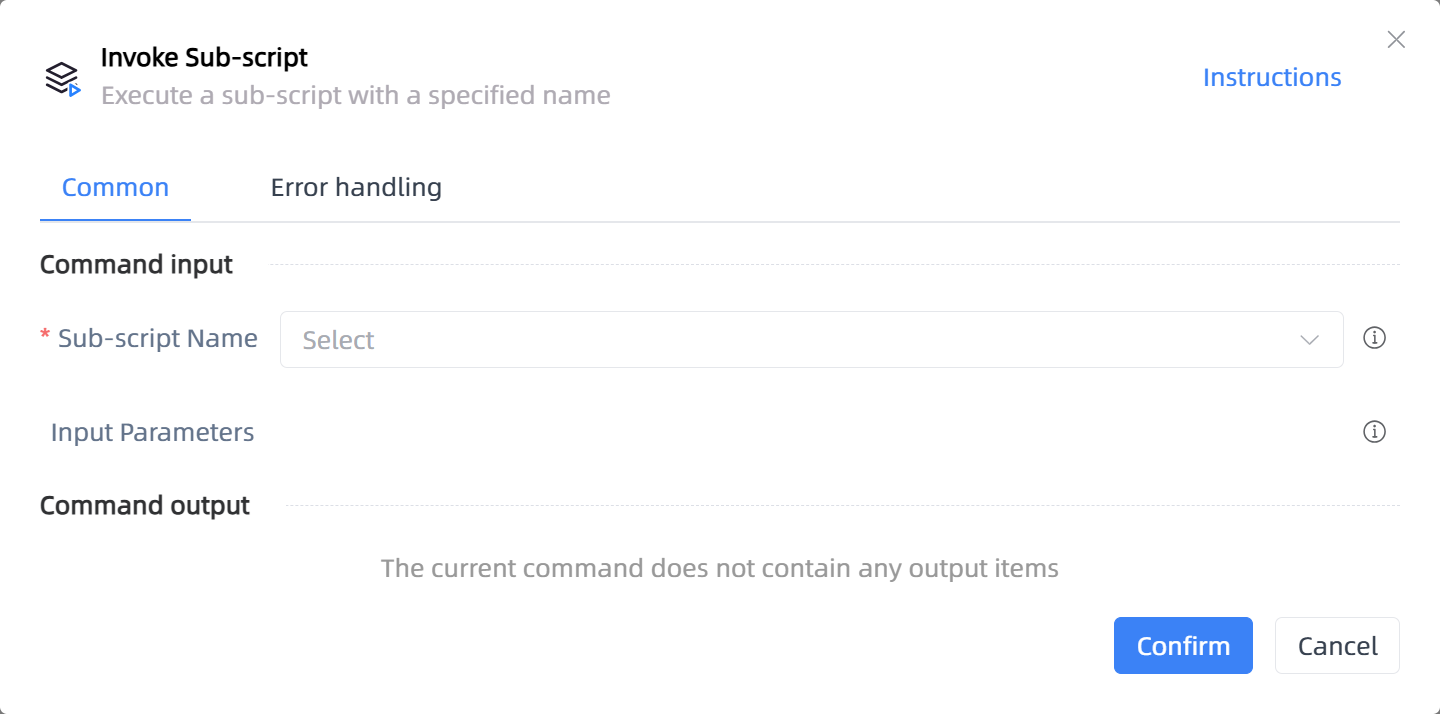 Invoke Sub-script
Execute a sub-script with a specified name
Instructions
Common
Error handling
Command input
* Sub-script Name
Select
Input Parameters
Command output
The current command does not contain any output items
Confirm
Cancel